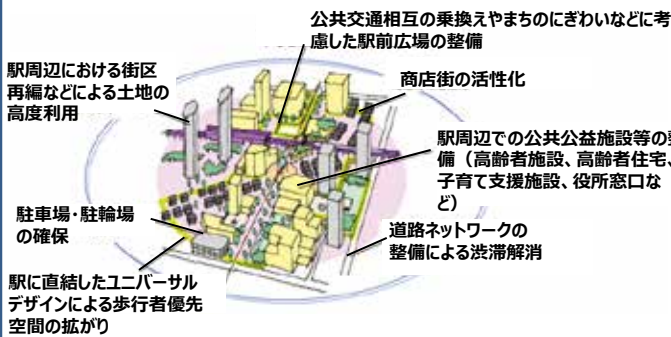 公共交通相互の乗換えやまちのにぎわいなどに考
慮した駅前広場の整備
駅周辺における街区
再編などによる土地の
高度利用
商店街の活性化
駅周辺での公共公益施設等の整
備（高齢者施設、高齢者住宅、
子育て支援施設、役所窓口な
ど）
駐車場・駐輪場
の確保
道路ネットワークの
整備による渋滞解消
駅に直結したユニバーサル
デザインによる歩行者優先
空間の拡がり